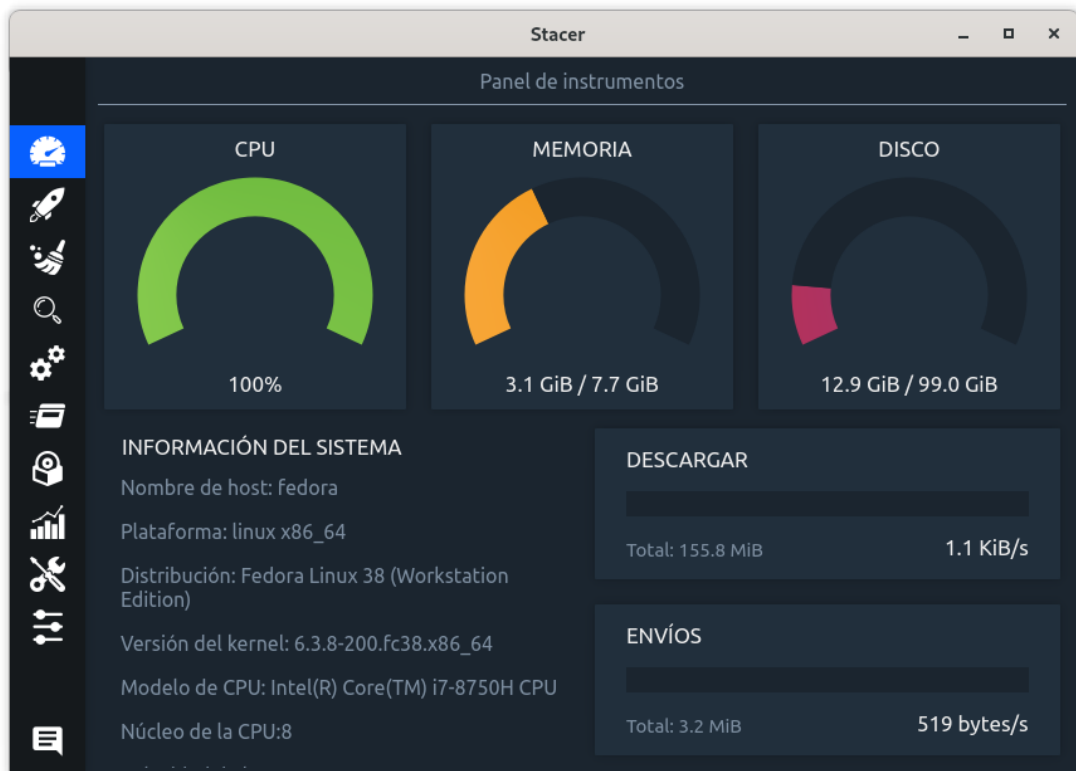 Stacer
Panel de instrumentos
CPU
MEMORIA
DISCO
100%
3.1 GiB / 7.7 GiB
12.9 GiB / 99.0 GiB
INFORMACIÓN DEL SISTEMA
Nombre de host: fedora
Plataforma: linux x86_64
Distribución: Fedora Linux 38 (Workstation
Edition)
Versión del kernel: 6.3.8-200.fc38.x86_64
Modelo de CPU: Intel(R) Core(TM) i7-8750H CPU
Núcleo de la CPU:8
DESCARGAR
Total: 155.8 MiB
1.1 KiB/s
ENVÍOS
Total: 3.2 MiB
519 bytes/s